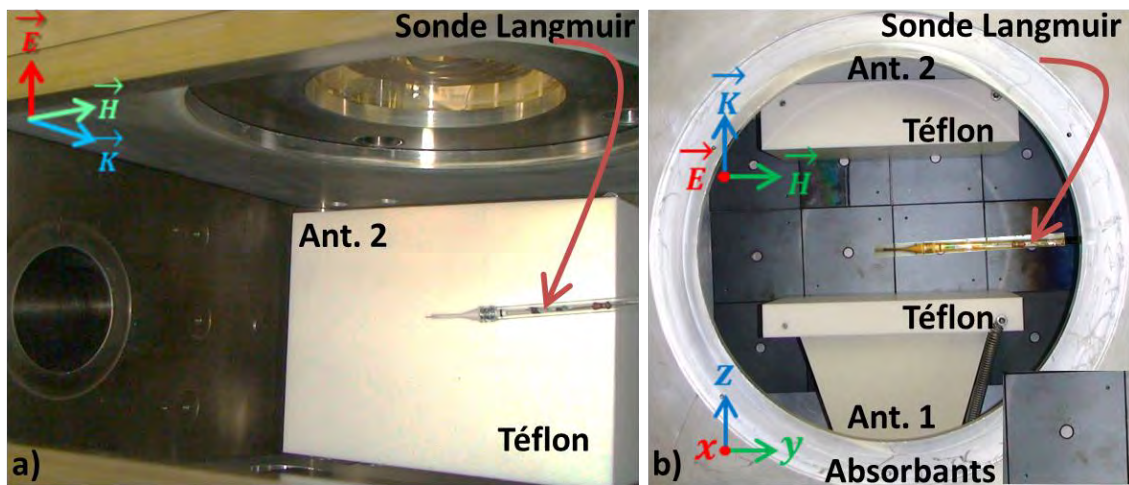 Sonde Langmuir
E
H
K
Ant. 2
Téflon
a)
Sonde Langmuir
Ant. 2
Téflon
K
E
H
Téflon
z
x
y
Ant. 1
Absorbants
b)